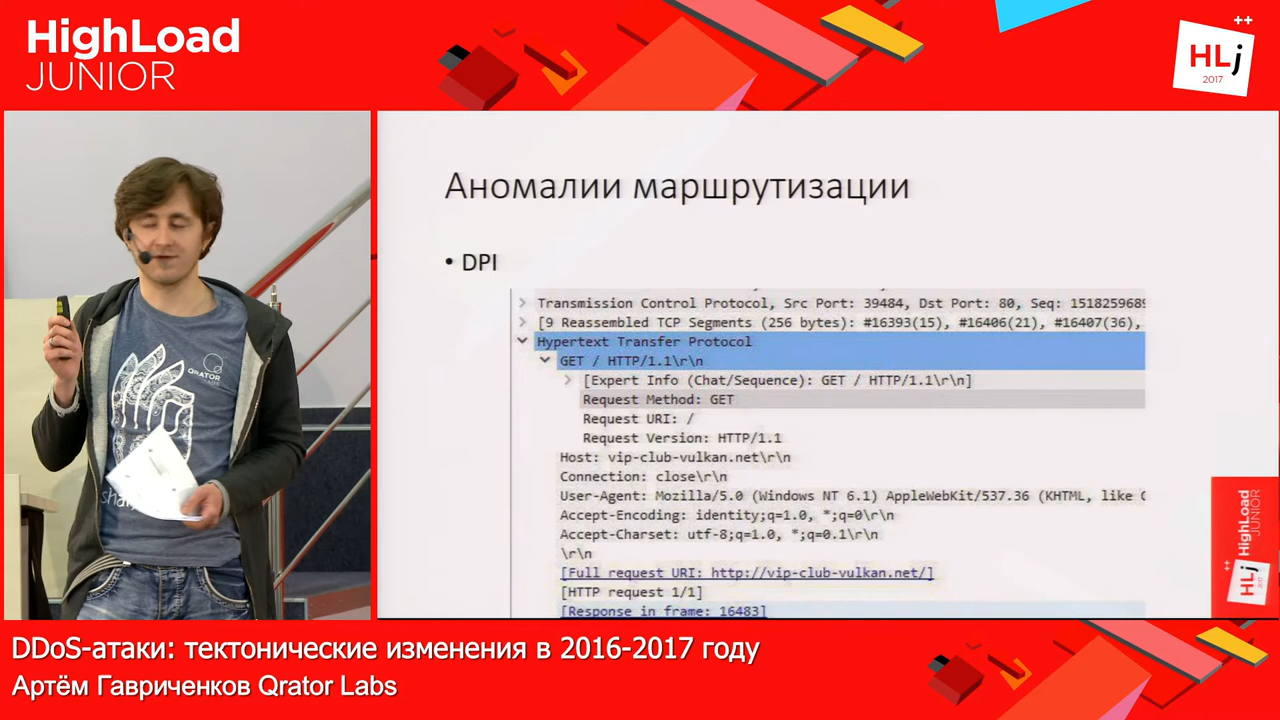 HighLoad
JUNIOR
++
HLj
2017
Аномалии маршрутизации
• DPI
Transmission Control Protocol, Src Port: 39484, Dst Port: 80, Seq: 1518259689
[9 Reassembled TCP Segments (256 bytes): #16393(15), #16406(21), #16407(36),
Hypertext Transfer Protocol
GET / HTTP/1.1\r\n
[Expert Info (Chat/Sequence): GET / HTTP/1.1\r\n]
Request Method: GET
Request URI: /
Request Version: HTTP/1.1
Host: vip-club-vulkan.net\r\n
Connection: close\r\n
User-Agent: Mozilla/5.0 (Windows NT 6.1) AppleWebKit/537.36 (KHTML, like G
Accept-Encoding: identity;q=1.0, *;q=0\r\n
Accept-Charset: utf-8;q=1.0, *;q=0.1\r\n
\r\n
[Full request URI: http://vip-club-vulkan.net/]
[HTTP request 1/1]
[Response in frame: 16483]
QRATOR
HighLoad
JUNIOR
++
HLj
DDoS-атаки: тектонические изменения в 2016-2017 году
Артём Гавриченков Qrator Labs